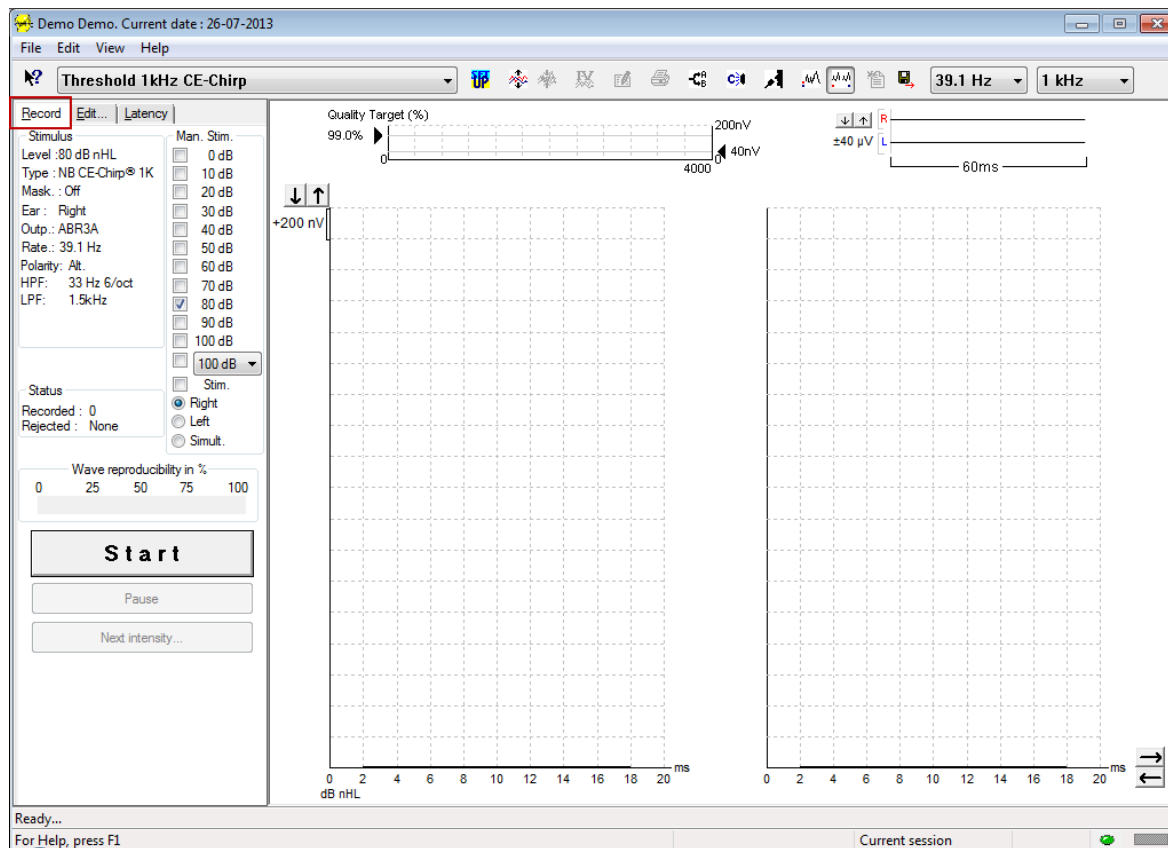 Demo Demo. Current date : 26-07-2013
File Edit View Help
Threshold 1kHz CE-Chirp
39.1 Hz
1 kHz
Record Edit... Latency
Stimulus
Level :80 dB nHL
Type : NB CE-Chirp® 1K
Mask. : Off
Ear : Right
Outp.: ABR3A
Rate.: 39.1 Hz
Polarity: Alt.
HPF: 33 Hz 6/oct
LPF: 1.5kHz
Man. Stim.
0 dB
10 dB
20 dB
30 dB
40 dB
50 dB
60 dB
70 dB
80 dB
90 dB
100 dB
100 dB
Stim.
Right
Left
Simult.
Status
Recorded : 0
Rejected : None
Wave reproducibility in %
0 25 50 75 100
Start
Pause
Next intensity...
Quality Target (%)
99.0%
0
200nV
40nV
0
4000
R
±40 µV L
60ms
+200 nV
0 2 4 6 8 10 12 14 16 18 20 ms
dB nHL
0 2 4 6 8 10 12 14 16 18 20 ms
Ready...
For Help, press F1
Current session